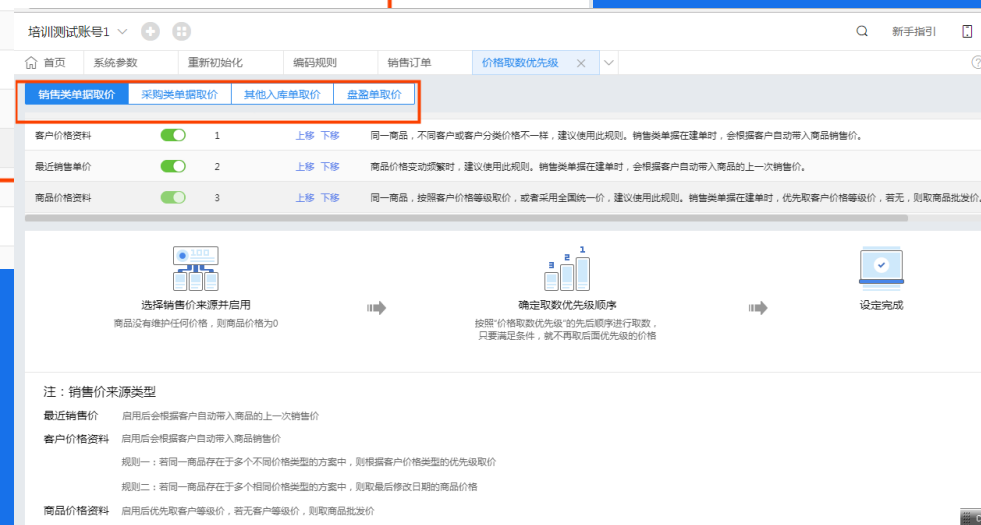 培训测试账号1
新手指引
首页 系统参数 重新初始化 编码规则 销售订单 价格取数优先级
销售类单据取价 采购类单据取价 其他入库单取价 盘盈单取价
客户价格资料 1 上移 下移 同一商品，不同客户或客户分类价格不一样，建议使用此规则。销售类单据在建单时，会根据客户自动带入商品销售价。
最近销售单价 2 上移 下移 商品价格变动频繁时，建议使用此规则。销售类单据在建单时，会根据客户自动带入商品的上一次销售价。
商品价格资料 3 上移 下移 同一商品，按照客户价格等级取价，或者采用全国统一价，建议使用此规则。销售类单据在建单时，优先取客户价格等级价，若无，则取商品批发价。
100
选择销售价来源并启用
商品没有维护任何价格，则商品价格为0
3 2 1
确定取数优先级顺序
按照“价格取数优先级”的先后顺序进行取数，
只要满足条件，就不再取后面优先级的价格
设定完成
注：销售价来源类型
最近销售价 启用后会根据客户自动带入商品的上一次销售价
客户价格资料 启用后会根据客户自动带入商品销售价
规则一：若同一商品存在于多个不同价格类型的方案中，则根据客户价格类型的优先级取价
规则二：若同一商品存在于多个相同价格类型的方案中，则取最后修改日期的商品价格
商品价格资料 启用后优先取客户等级价，若无客户等级价，则取商品批发价